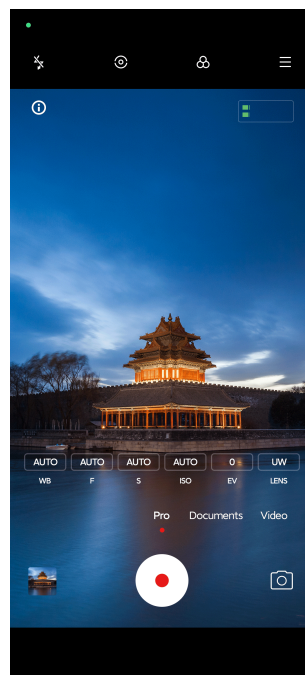 AUTO AUTO AUTO AUTO 0 UW
WB F S ISO EV LENS
Pro Documents Video